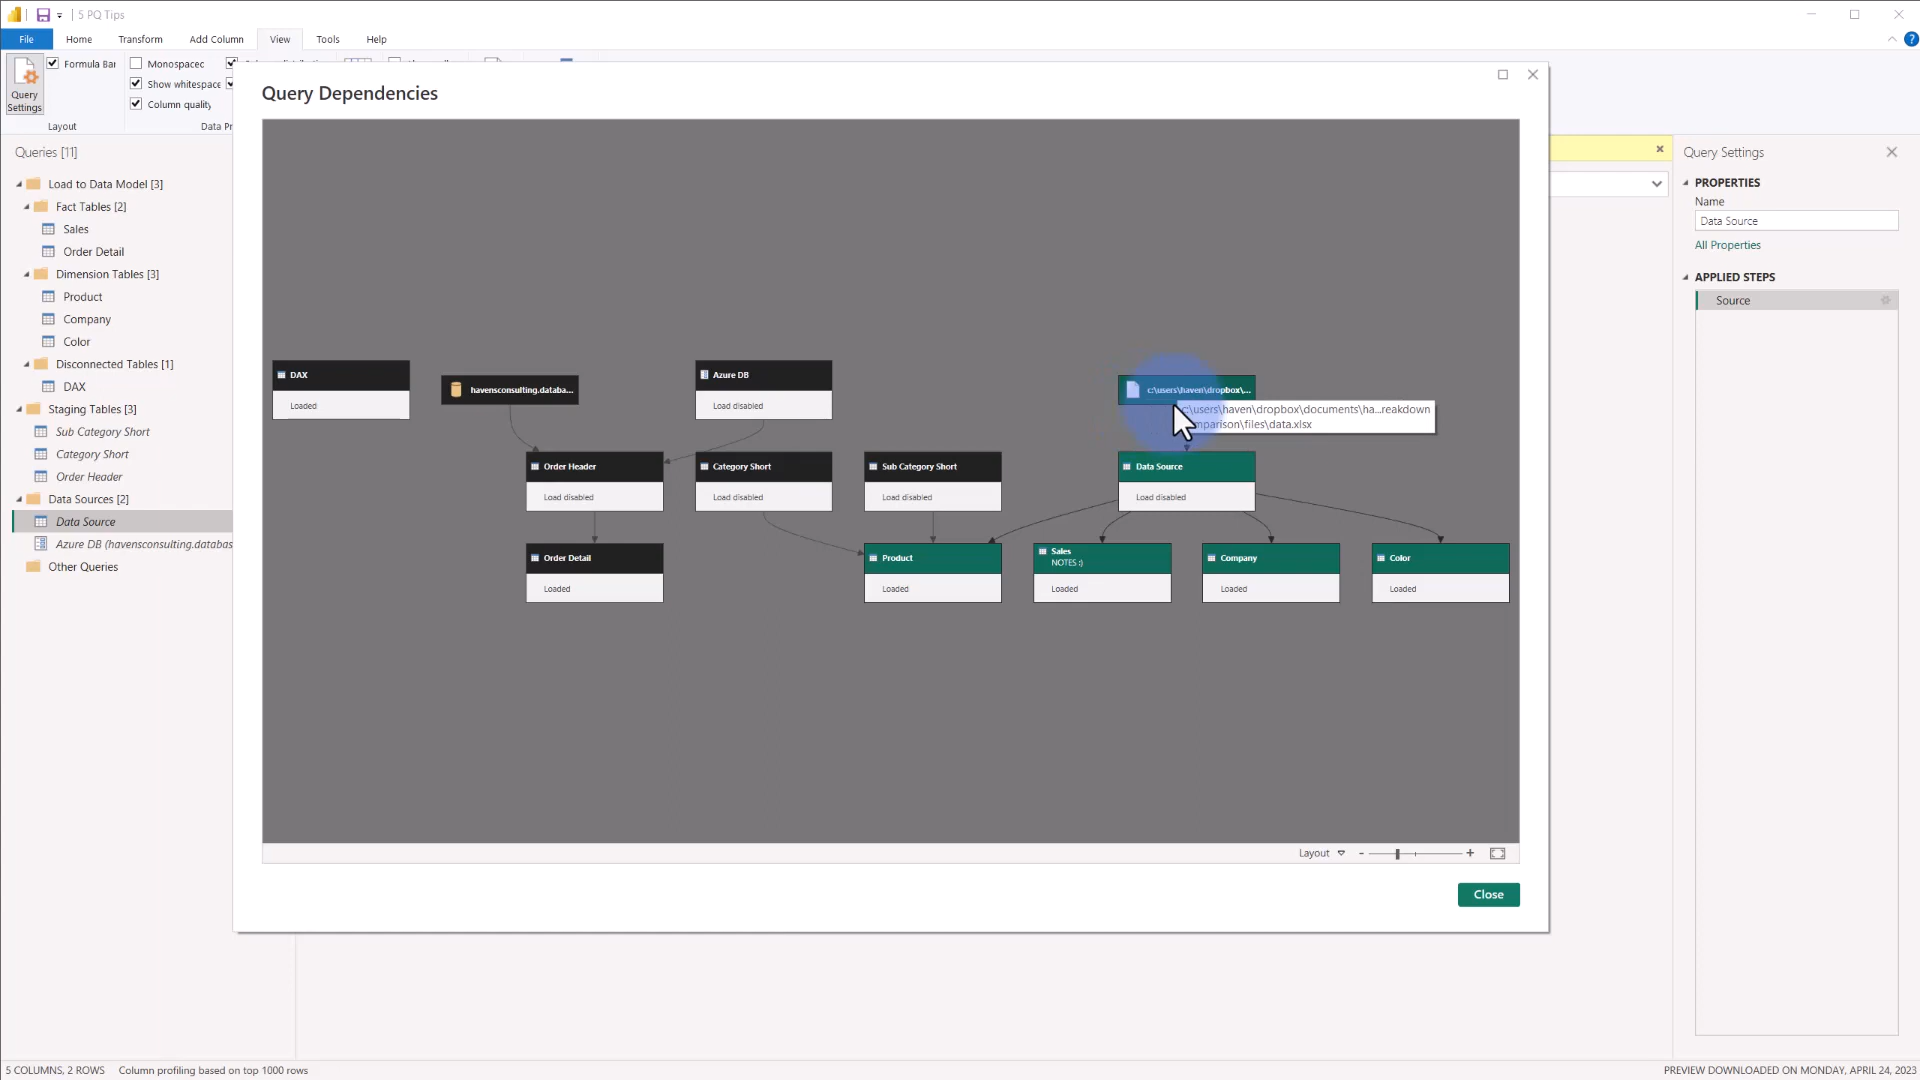 5 PQ Tips
File
Home
Transform
Add Column
View
Tools
Help
Query
Settings
Formula Bar
Monospaced
Show whitespace
Column quality
Layout
Data Pr
Query Dependencies
Queries [11]
Load to Data Model [3]
Fact Tables [2]
Sales
Order Detail
Dimension Tables [3]
Product
Company
Color
Disconnected Tables [1]
DAX
Staging Tables [3]
Sub Category Short
Category Short
Order Header
Data Sources [2]
Data Source
Azure DB (havensconsulting.databas
Other Queries
DAX
Loaded
havensconsulting.databa...
Azure DB
Load disabled
c:\users\haven\dropbox\...
c:\users\haven\dropbox\documents\ha...reakdown
mparison\files\data.xlsx
Order Header
Load disabled
Category Short
Load disabled
Sub Category Short
Load disabled
Data Source
Load disabled
Order Detail
Loaded
Product
Loaded
Sales
NOTES :)
Loaded
Company
Loaded
Color
Loaded
Layout
Close
Query Settings
PROPERTIES
Name
Data Source
All Properties
APPLIED STEPS
Source
5 COLUMNS, 2 ROWS
Column profiling based on top 1000 rows
PREVIEW DOWNLOADED ON MONDAY, APRIL 24, 2023